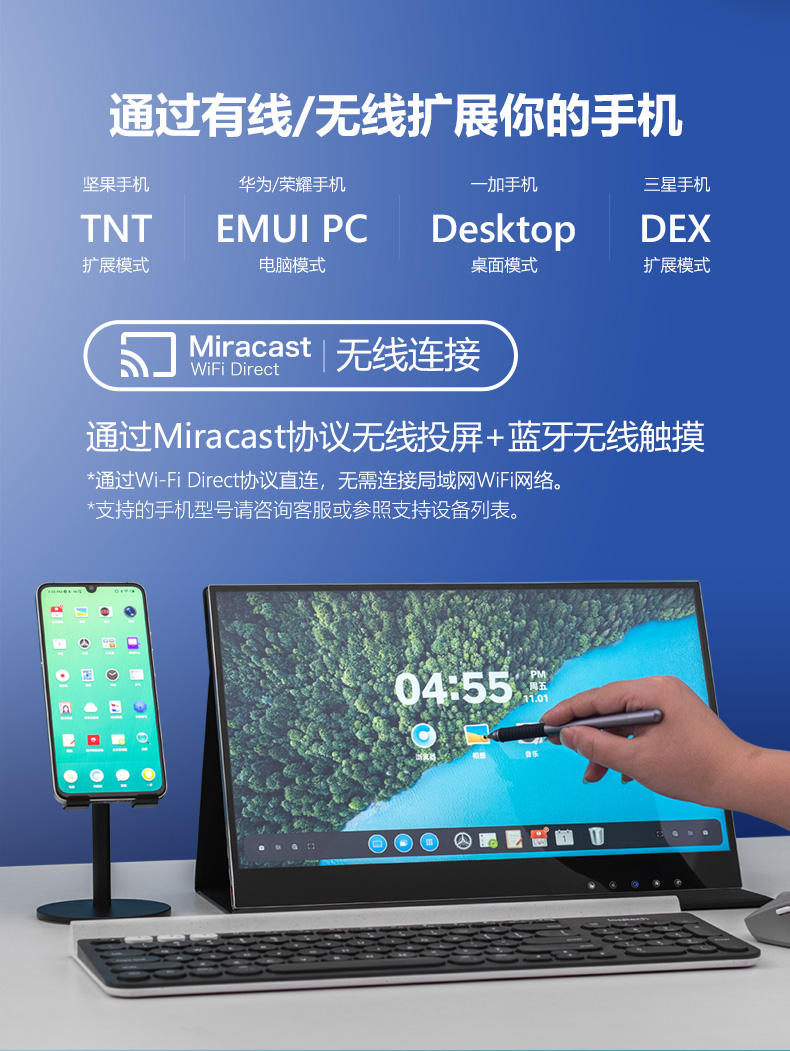 通过有线/无线扩展你的手机
坚果手机
TNT
扩展模式
华为/荣耀手机
EMUI PC
电脑模式
一加手机
Desktop
桌面模式
三星手机
DEX
扩展模式
Miracast
WiFi Direct
无线连接
通过Miracast协议无线投屏+蓝牙无线触摸
*通过Wi-Fi Direct协议直连，无需连接局域网WiFi网络。
*支持的手机型号请咨询客服或参照支持设备列表。
04:55
PM
周五
11.01
浏览器
相册
音乐